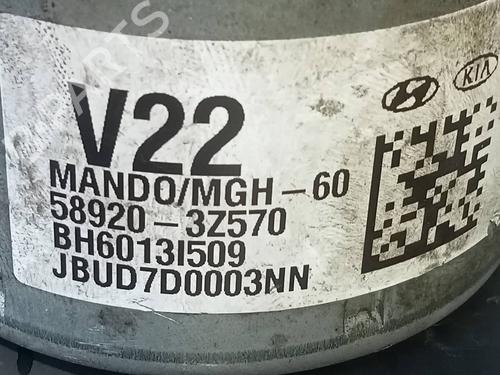 KIA
V22
MANDO/MGH-60
58920-3Z570
BH6013I509
JBUD7D0003NN